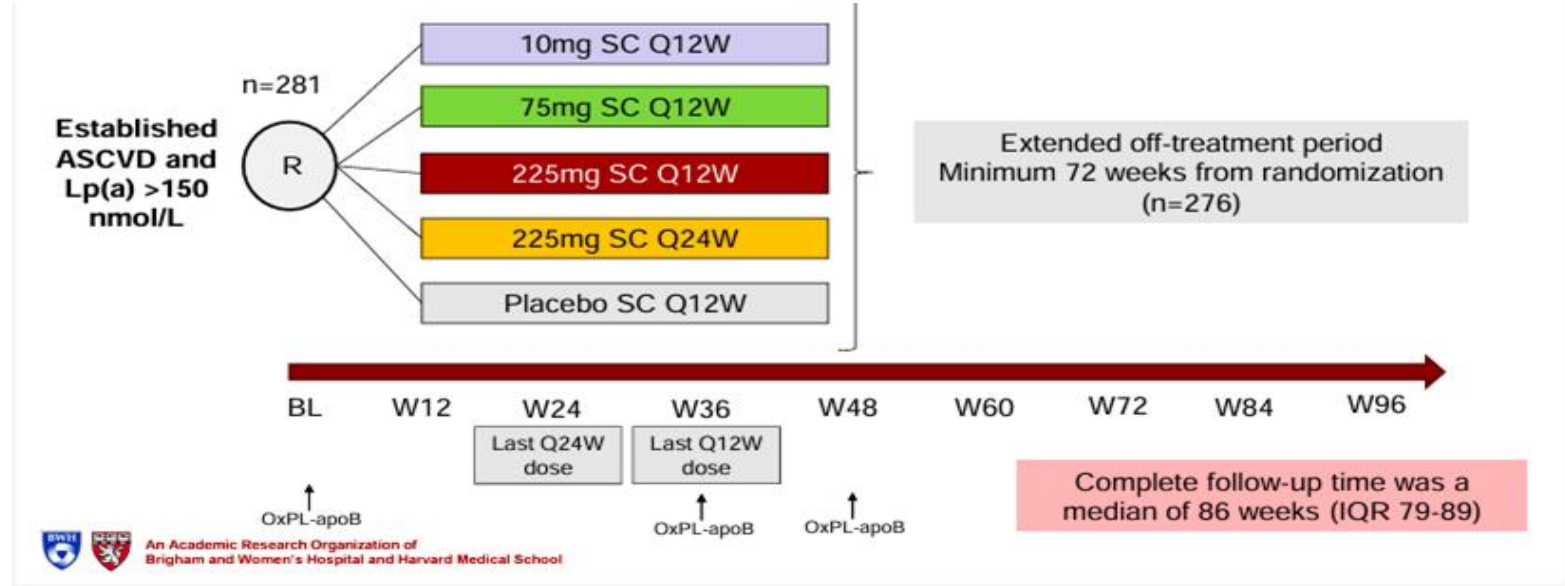 n=281
Established
ASCVD and
Lp(a) >150
nmol/L
R
10mg SC Q12W
75mg SC Q12W
225mg SC Q12W
225mg SC Q24W
Placebo SC Q12W
Extended off-treatment period
Minimum 72 weeks from randomization
(n=276)
BL W12 W24 W36 W48 W60 W72 W84 W96
Last Q24W
dose
Last Q12W
dose
OxPL-apoB
OxPL-apoB
OxPL-apoB
Complete follow-up time was a
median of 86 weeks (IQR 79-89)
BWH
An Academic Research Organization of
Brigham and Women's Hospital and Harvard Medical School